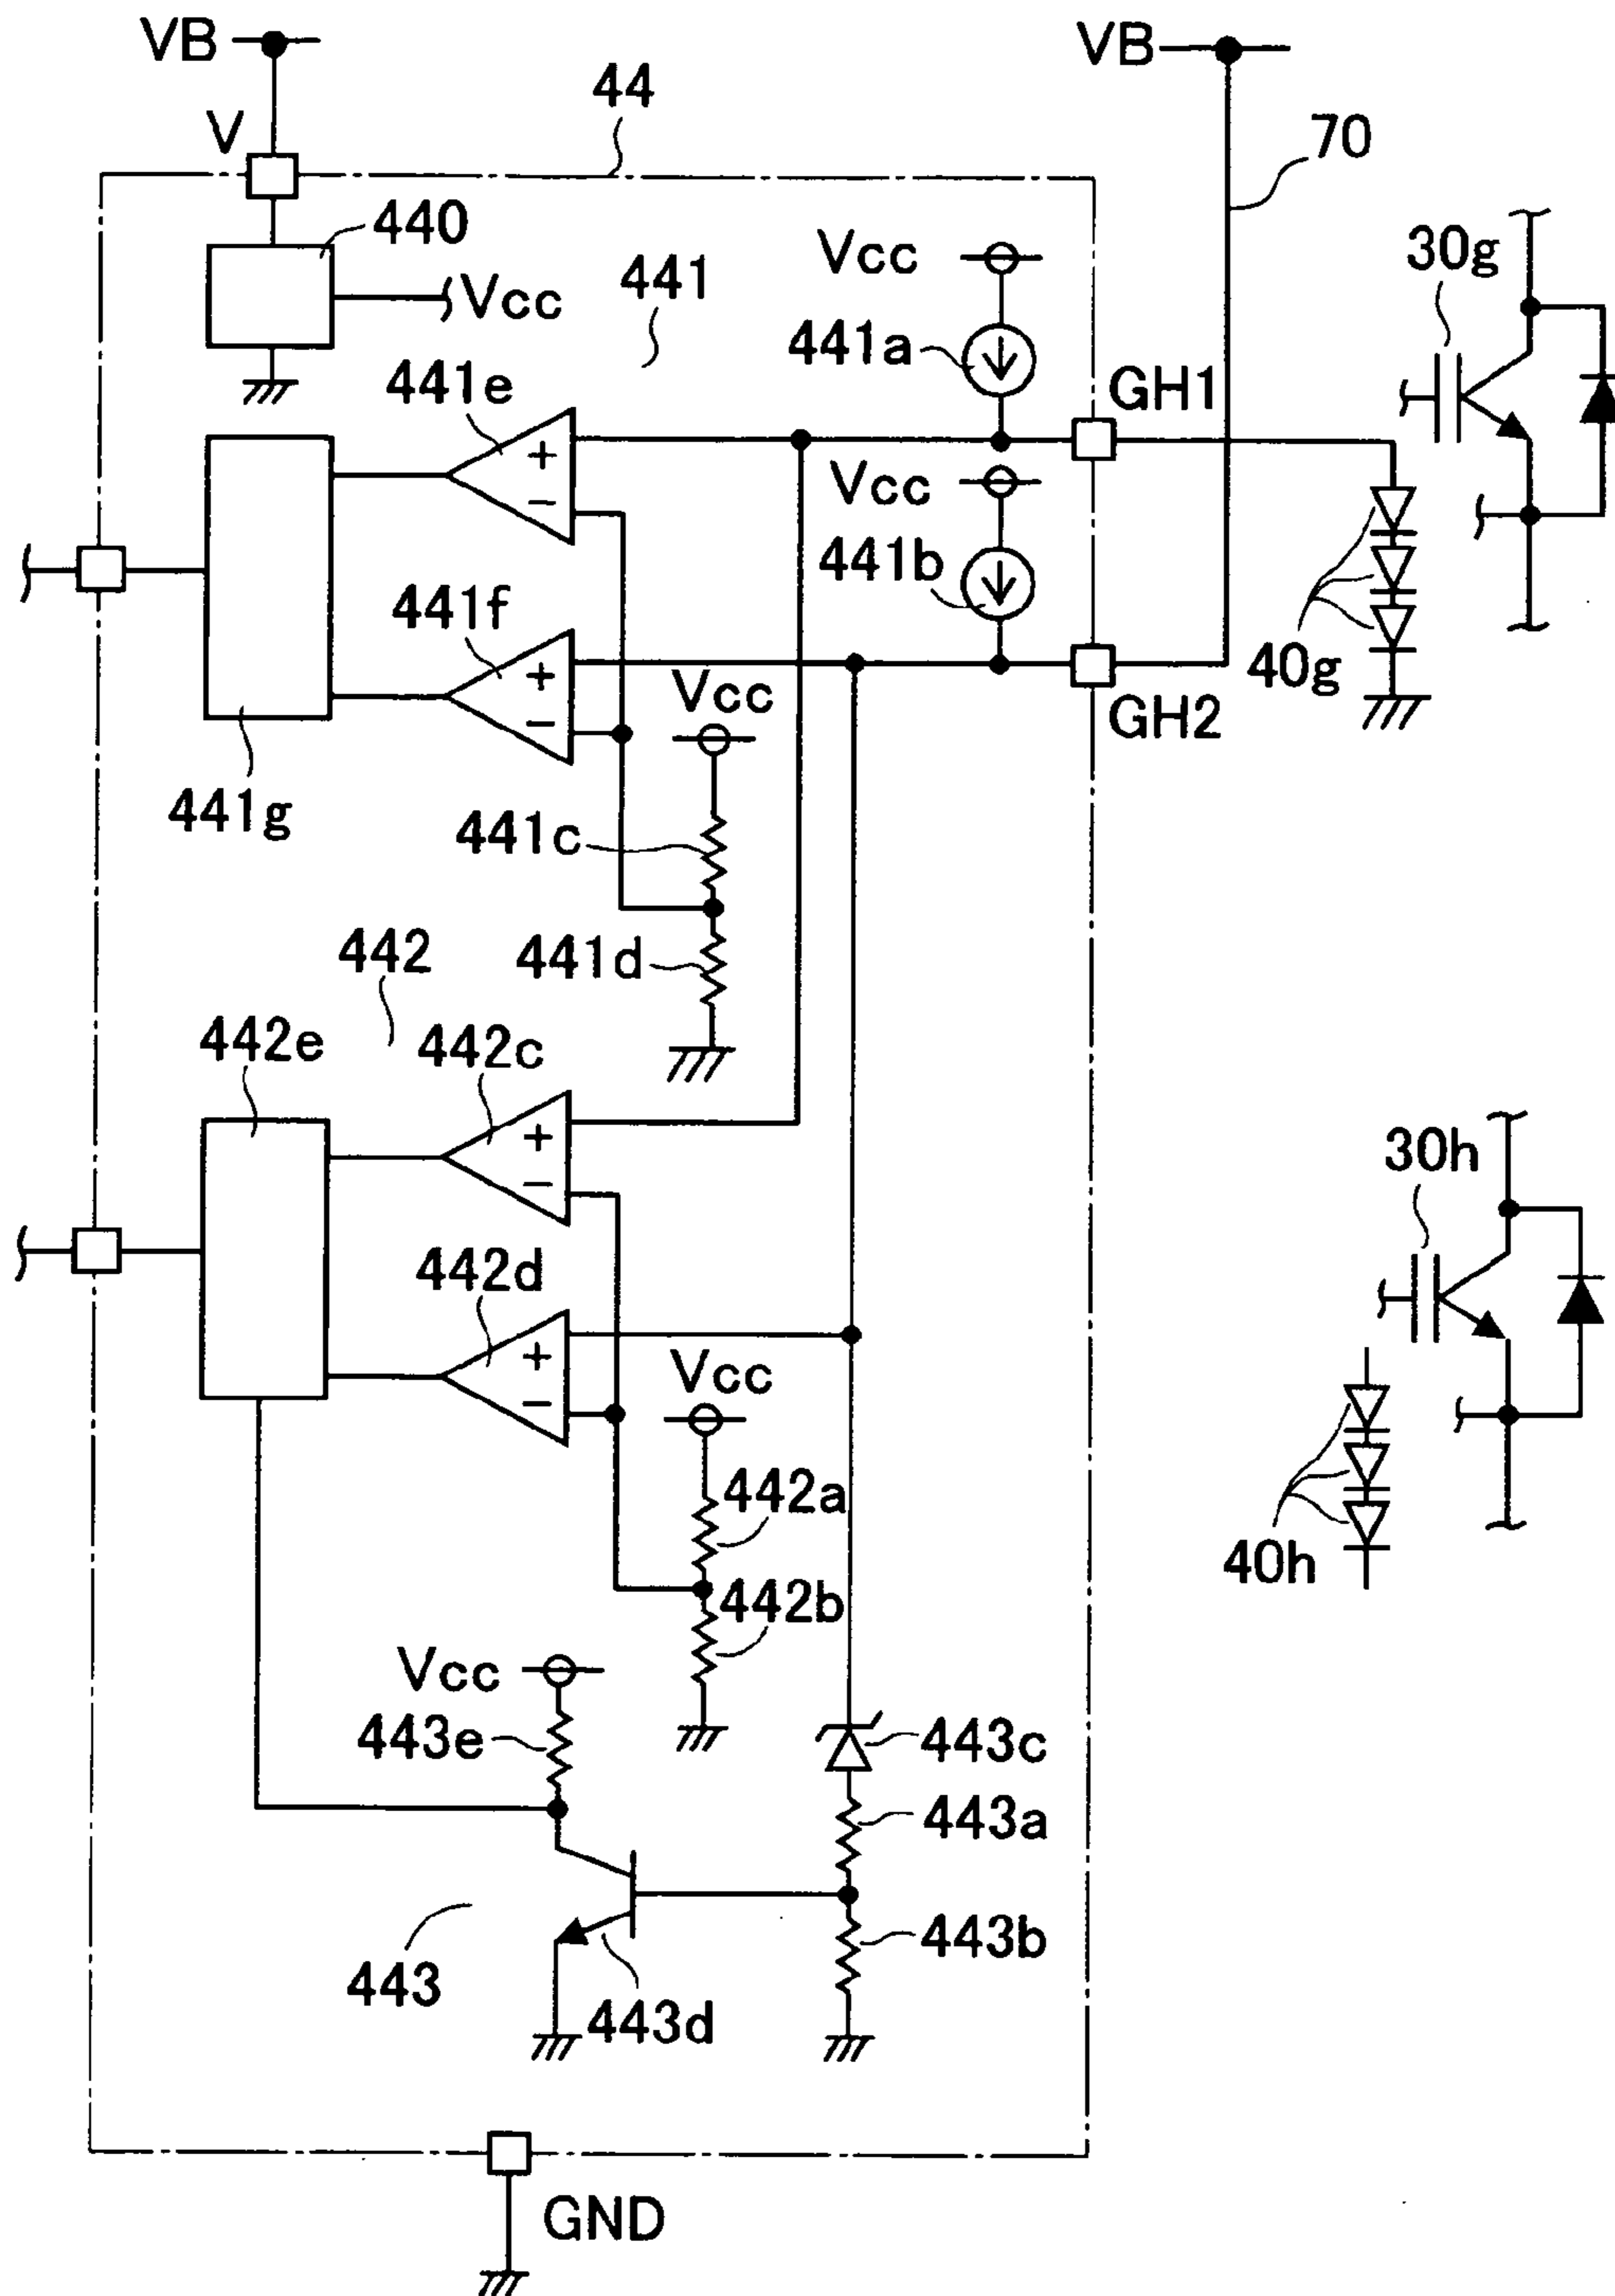 VB
VB
44
V
70
440
Vcc
441
Vcc
30g
441a
441e
GH1
+
−
Vcc
441b
441f
+
−
40g
Vcc
GH2
441g
441c
441d
442
442e
442c
+
−
30h
442d
+
−
Vcc
442a
40h
442b
Vcc
443e
443c
443a
443b
443
443d
GND